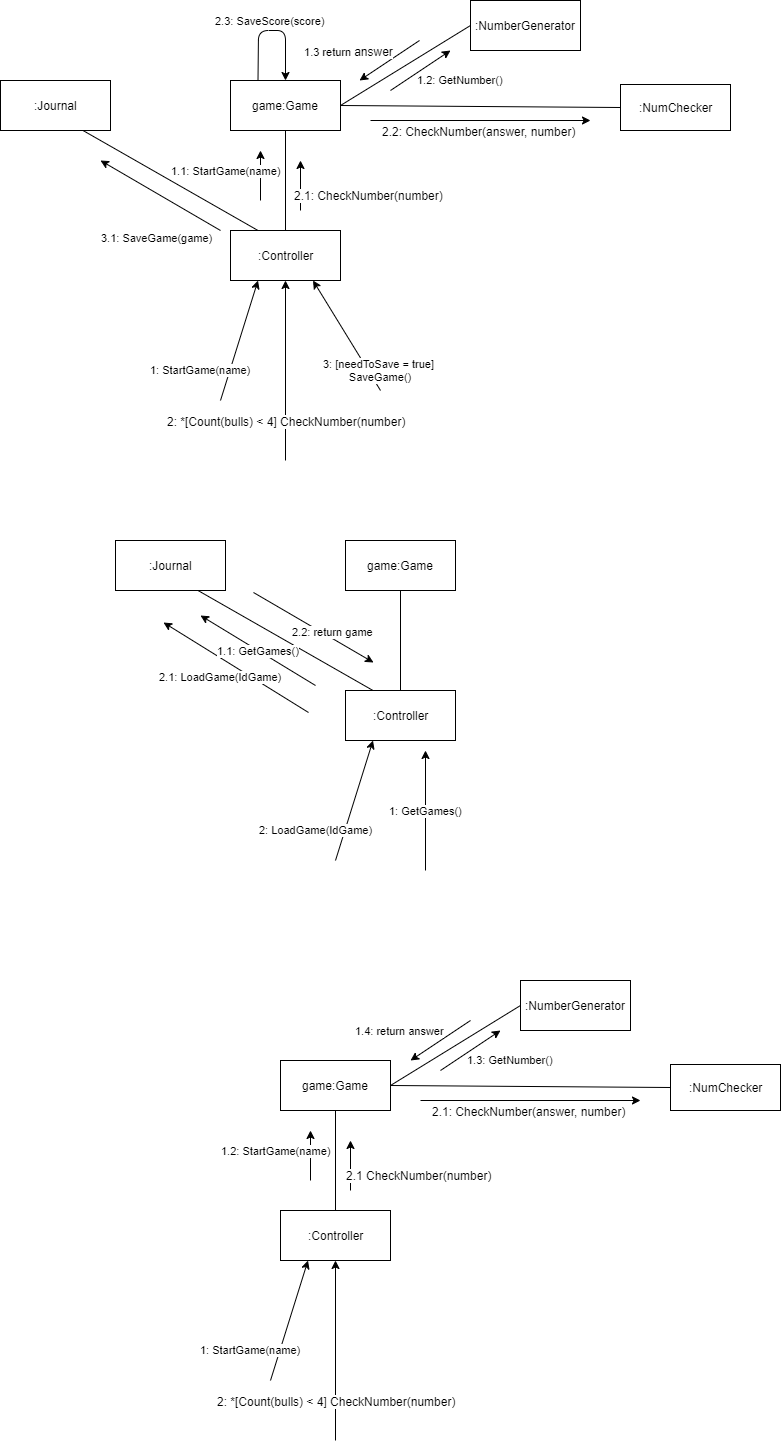 2.3: SaveScore(score)
:NumberGenerator
1.3 return answer
1.2: GetNumber()
:Journal
game:Game
:NumChecker
2.2: CheckNumber(answer, number)
1.1: StartGame(name)
2.1: CheckNumber(number)
3.1: SaveGame(game)
:Controller
1: StartGame(name)
3: [needToSave = true]
SaveGame()
2: *[Count(bulls) < 4] CheckNumber(number)
:Journal
game:Game
2.2: return game
1.1: GetGames()
2.1: LoadGame(IdGame)
:Controller
1: GetGames()
2: LoadGame(IdGame)
:NumberGenerator
1.4: return answer
1.3: GetNumber()
game:Game
:NumChecker
2.1: CheckNumber(answer, number)
1.2: StartGame(name)
2.1 CheckNumber(number)
:Controller
1: StartGame(name)
2: *[Count(bulls) < 4] CheckNumber(number)